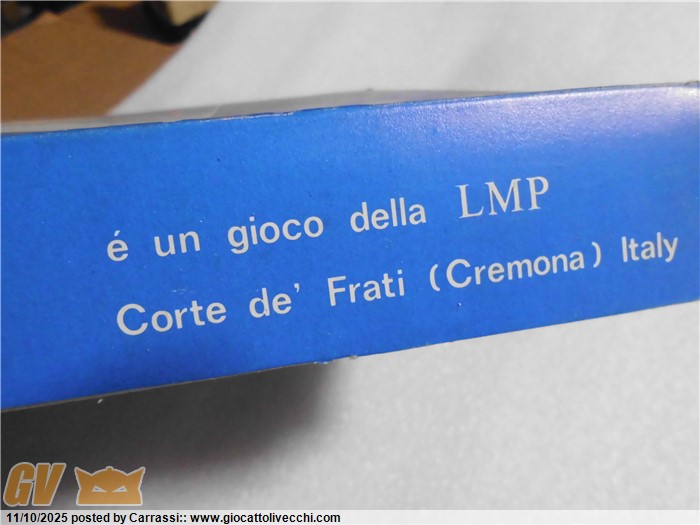 é un gioco della LMP
Corte de' Frati (Cremona) Italy
GV
11/10/2025 posted by Carrassi:: www.giocattolivecchi.com